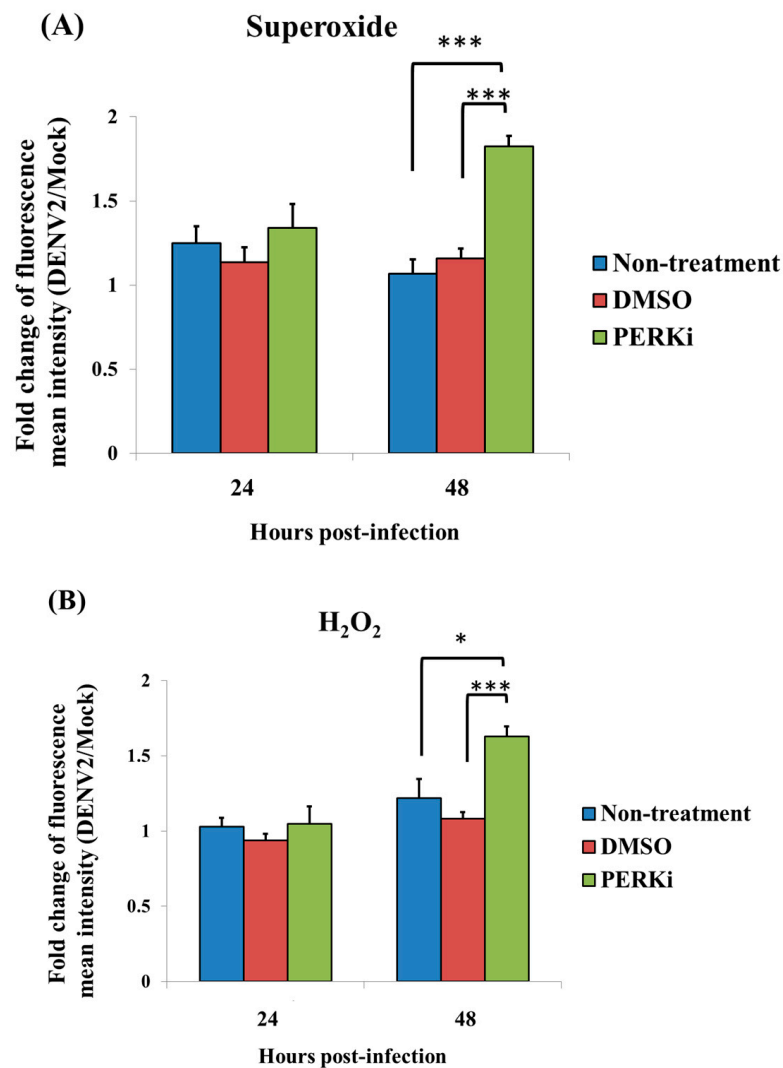 (A)
Superoxide
***
***
Fold change of fluorescence
mean intensity (DENV2/Mock)
2
1.5
1
0.5
0
24
48
Hours post-infection
Non-treatment
DMSO
PERKi
(B)
H₂O₂
*
***
Fold change of fluorescence
mean intensity (DENV2/Mock)
2
1.5
1
0.5
0
24
48
Hours post-infection
Non-treatment
DMSO
PERKi